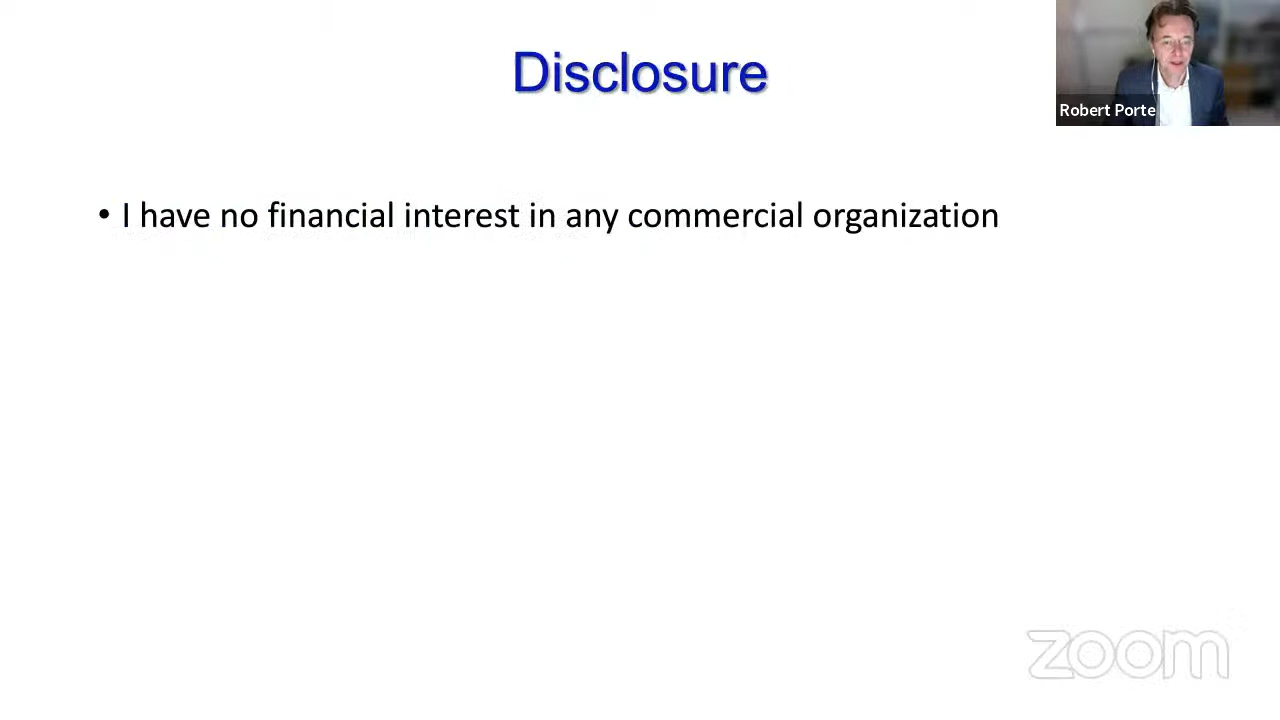 Disclosure
Robert Porte
• I have no financial interest in any commercial organization
zoom